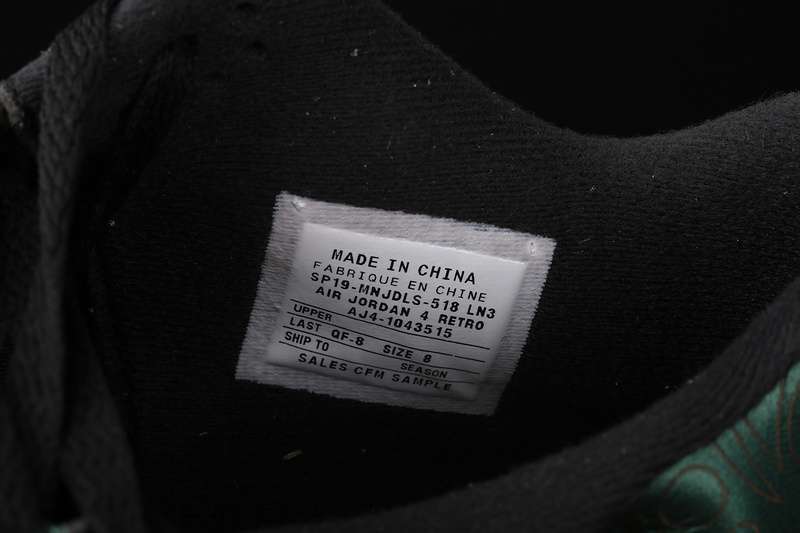 MADE IN CHINA
FABRIQUE EN CHINE
SP19-MNJDLS-518 LN3
AIR JORDAN 4 RETRO
AJ4-1043515
UPPER
LAST QF-8 SIZE 8
SHIP TO SEASON
SALES CFM SAMPLE